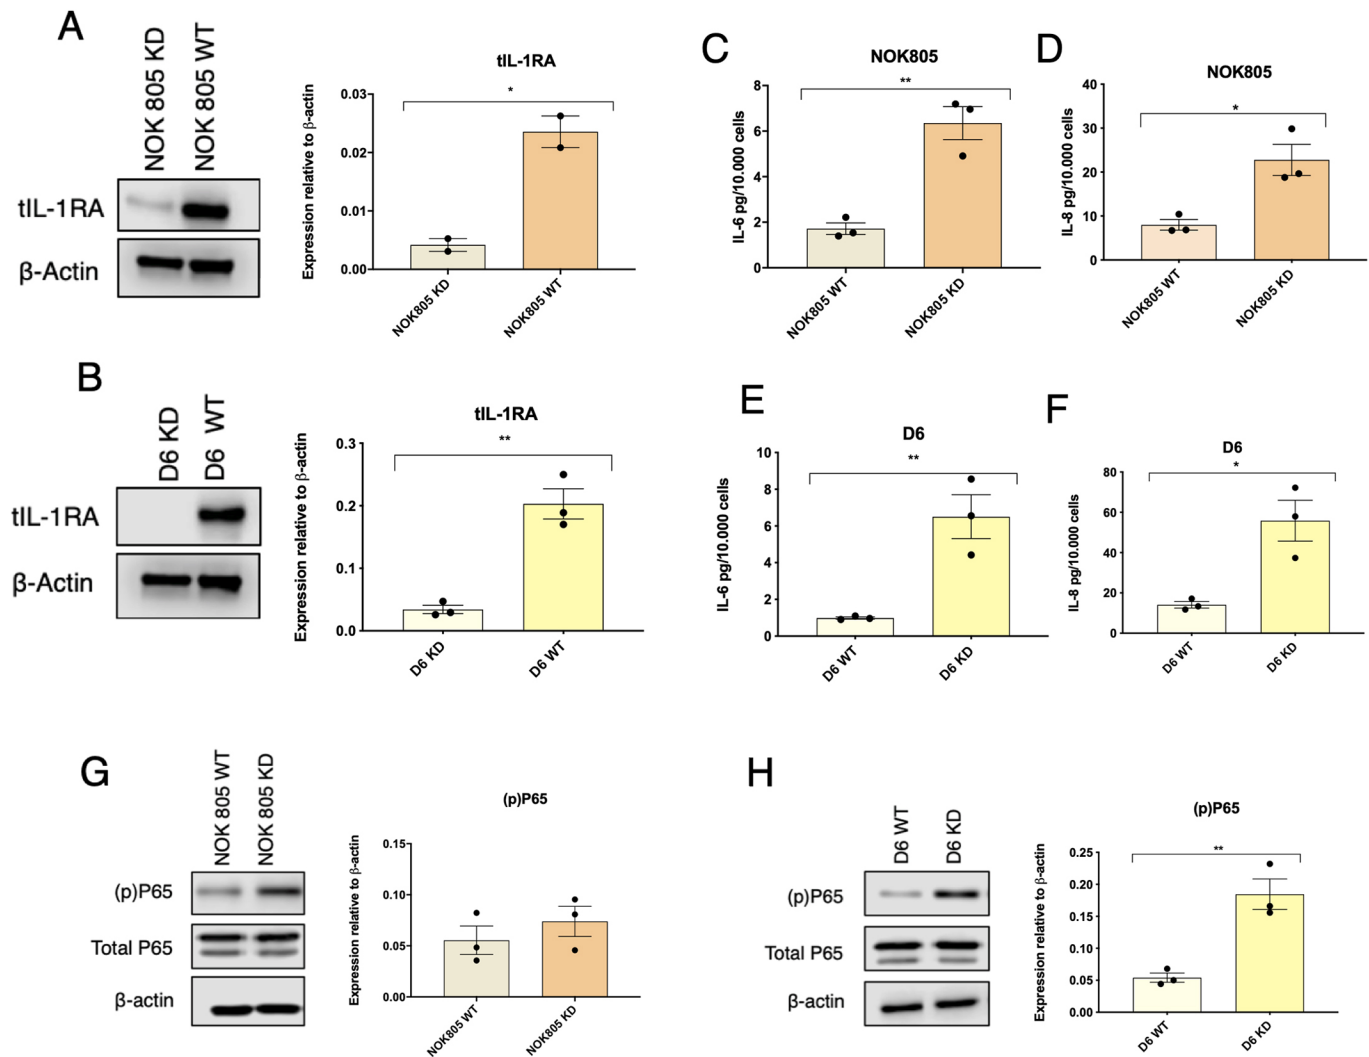 A
NOK 805 KD
NOK 805 WT
tIL-1RA
β-Actin
tIL-1RA
*
Expression relative to β-actin
0.03
0.02
0.01
0.00
NOK805 KD
NOK805 WT
C
NOK805
**
IL-6 pg/10.000 cells
8
6
4
2
0
NOK805 WT
NOK805 KD
D
NOK805
*
IL-8 pg/10.000 cells
40
30
20
10
0
NOK805 WT
NOK805 KD
B
D6 KD
D6 WT
tIL-1RA
β-Actin
tIL-1RA
**
Expression relative to β-actin
0.3
0.2
0.1
0.0
D6 KD
D6 WT
E
D6
**
IL-6 pg/10.000 cells
10
8
6
4
2
0
D6 WT
D6 KD
F
D6
*
IL-8 pg/10.000 cells
80
60
40
20
0
D6 WT
D6 KD
G
NOK 805 WT
NOK 805 KD
(p)P65
Total P65
β-actin
(p)P65
Expression relative to β-actin
0.15
0.10
0.05
0.00
NOK805 WT
NOK805 KD
H
D6 WT
D6 KD
(p)P65
Total P65
β-actin
(p)P65
**
Expression relative to β-actin
0.25
0.20
0.15
0.10
0.05
0.00
D6 WT
D6 KD